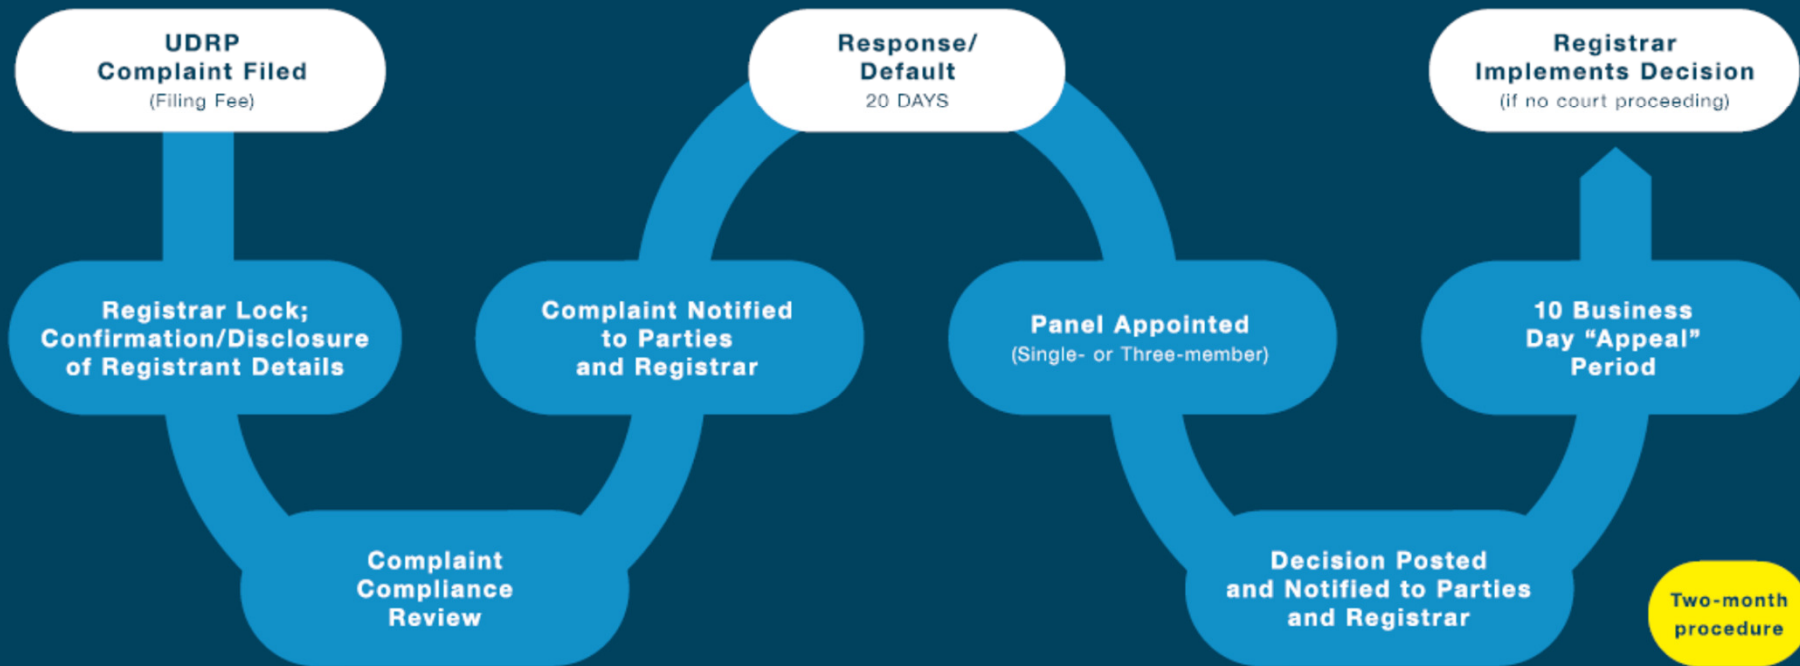 UDRP
Complaint Filed
(Filing Fee)
Registrar Lock;
Confirmation/Disclosure
of Registrant Details
Complaint
Compliance
Review
Complaint Notified
to Parties
and Registrar
Response/
Default
20 DAYS
Panel Appointed
(Single- or Three-member)
Decision Posted
and Notified to Parties
and Registrar
10 Business
Day “Appeal”
Period
Registrar
Implements Decision
(if no court proceeding)
Two-month
procedure